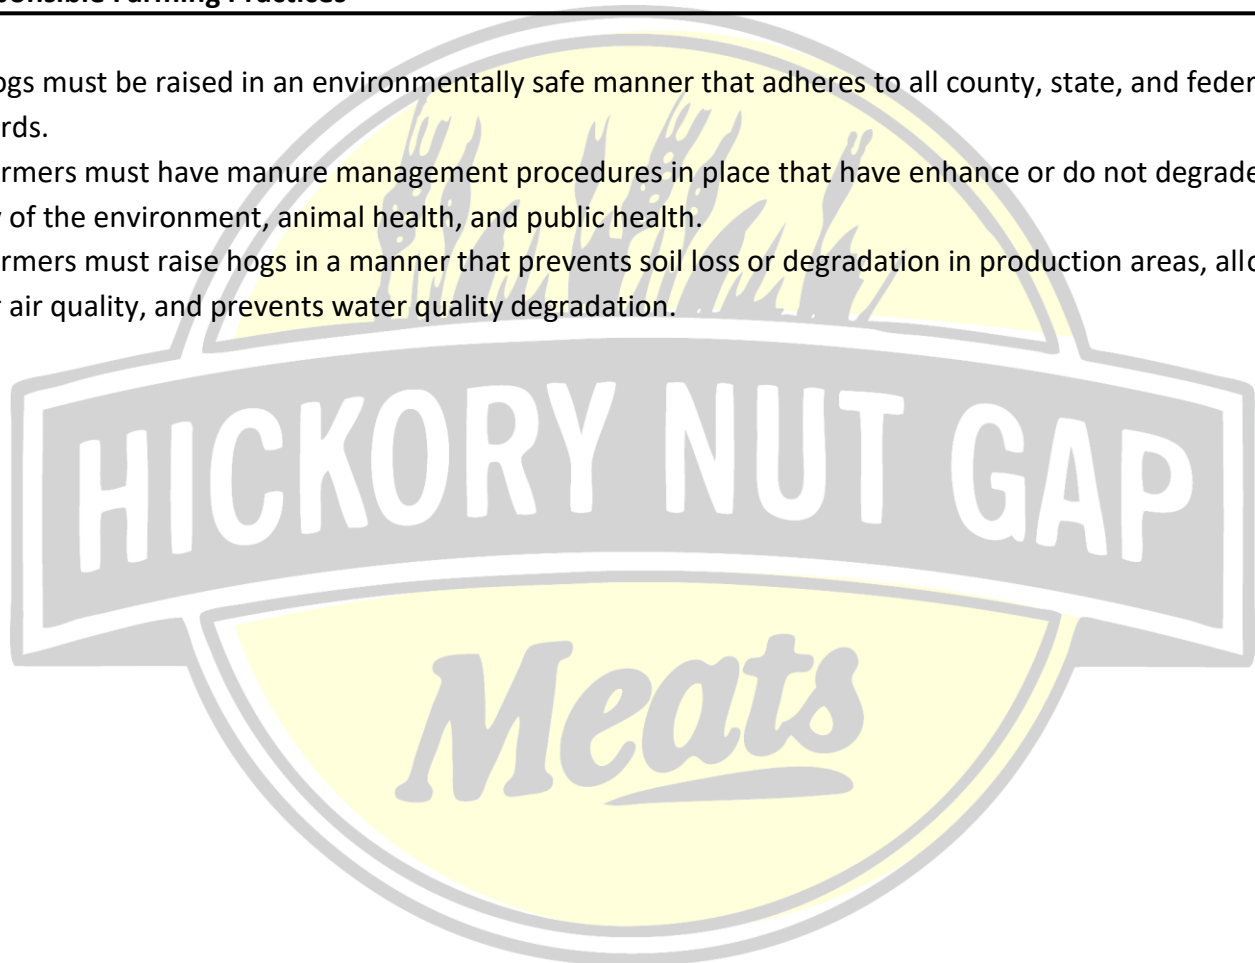 onsible Farming Practices
ogs must be raised in an environmentally safe manner that adheres to all county, state, and feder
rds.
rmers must have manure management procedures in place that have enhance or do not degrade
y of the environment, animal health, and public health.
rmers must raise hogs in a manner that prevents soil loss or degradation in production areas, allo
r air quality, and prevents water quality degradation.
HICKORY NUT GAP
Meats